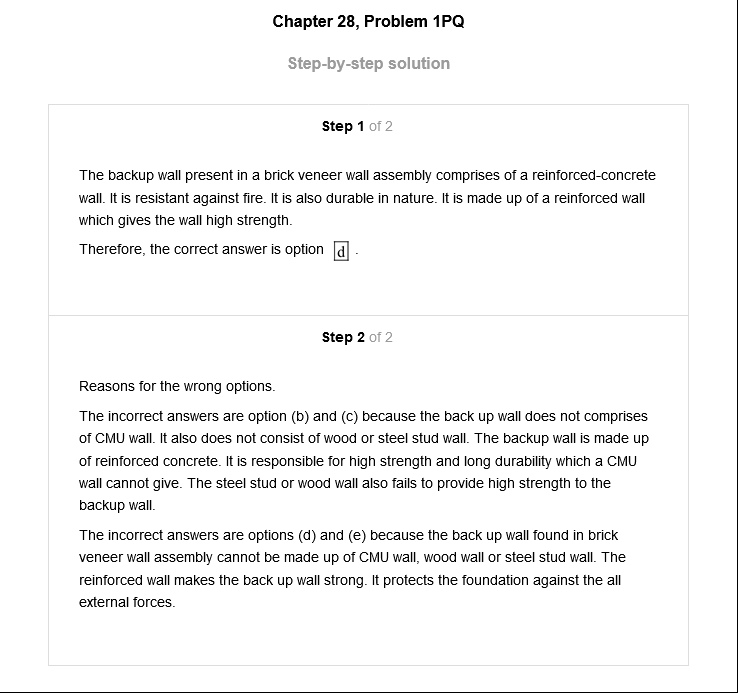 Chapter 28, Problem 1PQ
Step-by-step solution
Step 1 of 2
The backup wall present in a brick veneer wall assembly comprises of a reinforced-concrete
wall. It is resistant against fire. It is also durable in nature. It is made up of a reinforced wall
which gives the wall high strength.
Therefore, the correct answer is option d .
Step 2 of 2
Reasons for the wrong options.
The incorrect answers are option (b) and (c) because the back up wall does not comprises
of CMU wall. It also does not consist of wood or steel stud wall. The backup wall is made up
of reinforced concrete. It is responsible for high strength and long durability which a CMU
wall cannot give. The steel stud or wood wall also fails to provide high strength to the
backup wall.
The incorrect answers are options (d) and (e) because the back up wall found in brick
veneer wall assembly cannot be made up of CMU wall, wood wall or steel stud wall. The
reinforced wall makes the back up wall strong. It protects the foundation against the all
external forces.